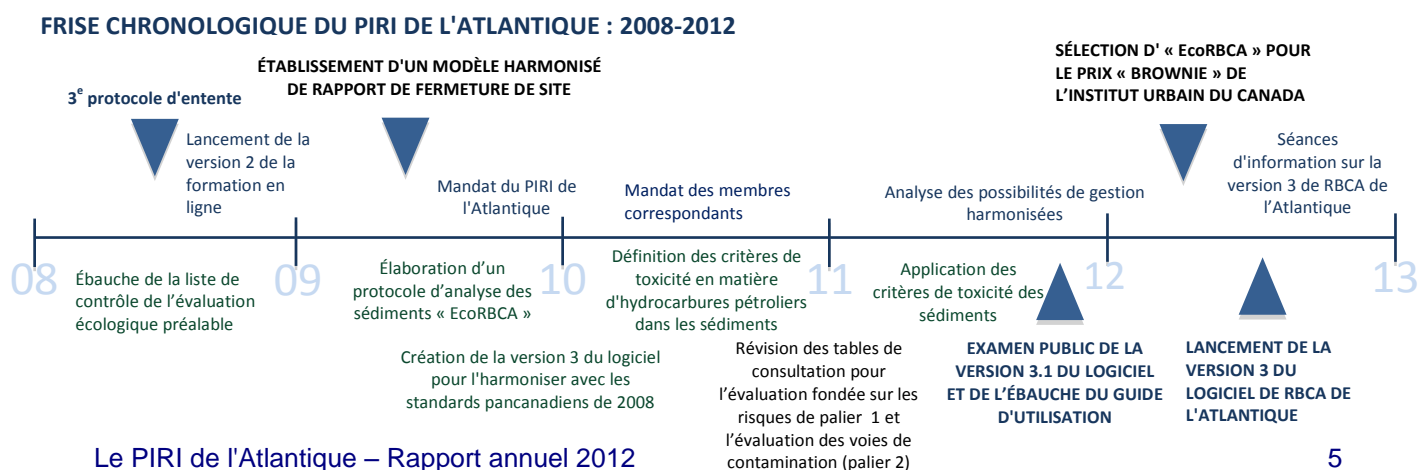 FRISE CHRONOLOGIQUE DU PIRI DE L'ATLANTIQUE : 2008-2012
3e protocole d'entente
ÉTABLISSEMENT D'UN MODÈLE HARMONISÉ
DE RAPPORT DE FERMETURE DE SITE
SÉLECTION D' « EcoRBCA » POUR
LE PRIX « BROWNIE » DE
L'INSTITUT URBAIN DU CANADA
Lancement de la
version 2 de la
formation en
ligne
Mandat du PIRI de
l'Atlantique
Mandat des membres
correspondants
Analyse des possibilités de gestion
harmonisées
Séances
d'information sur la
version 3 de RBCA de
l’Atlantique
08
09
10
11
12
13
Ébauche de la liste de
contrôle de l’évaluation
écologique préalable
Élaboration d’un
protocole d’analyse des
sédiments « EcoRBCA »
Définition des critères de
toxicité en matière
d'hydrocarbures pétroliers
dans les sédiments
Application des
critères de toxicité des
sédiments
Création de la version 3 du logiciel
pour l'harmoniser avec les
standards pancanadiens de 2008
Révision des tables de
consultation pour
l’évaluation fondée sur les
risques de palier 1 et
l’évaluation des voies de
contamination (palier 2)
EXAMEN PUBLIC DE LA
VERSION 3.1 DU LOGICIEL
ET DE L’ÉBAUCHE DU GUIDE
D'UTILISATION
LANCEMENT DE LA
VERSION 3 DU
LOGICIEL DE RBCA DE
L'ATLANTIQUE
Le PIRI de l'Atlantique – Rapport annuel 2012
5